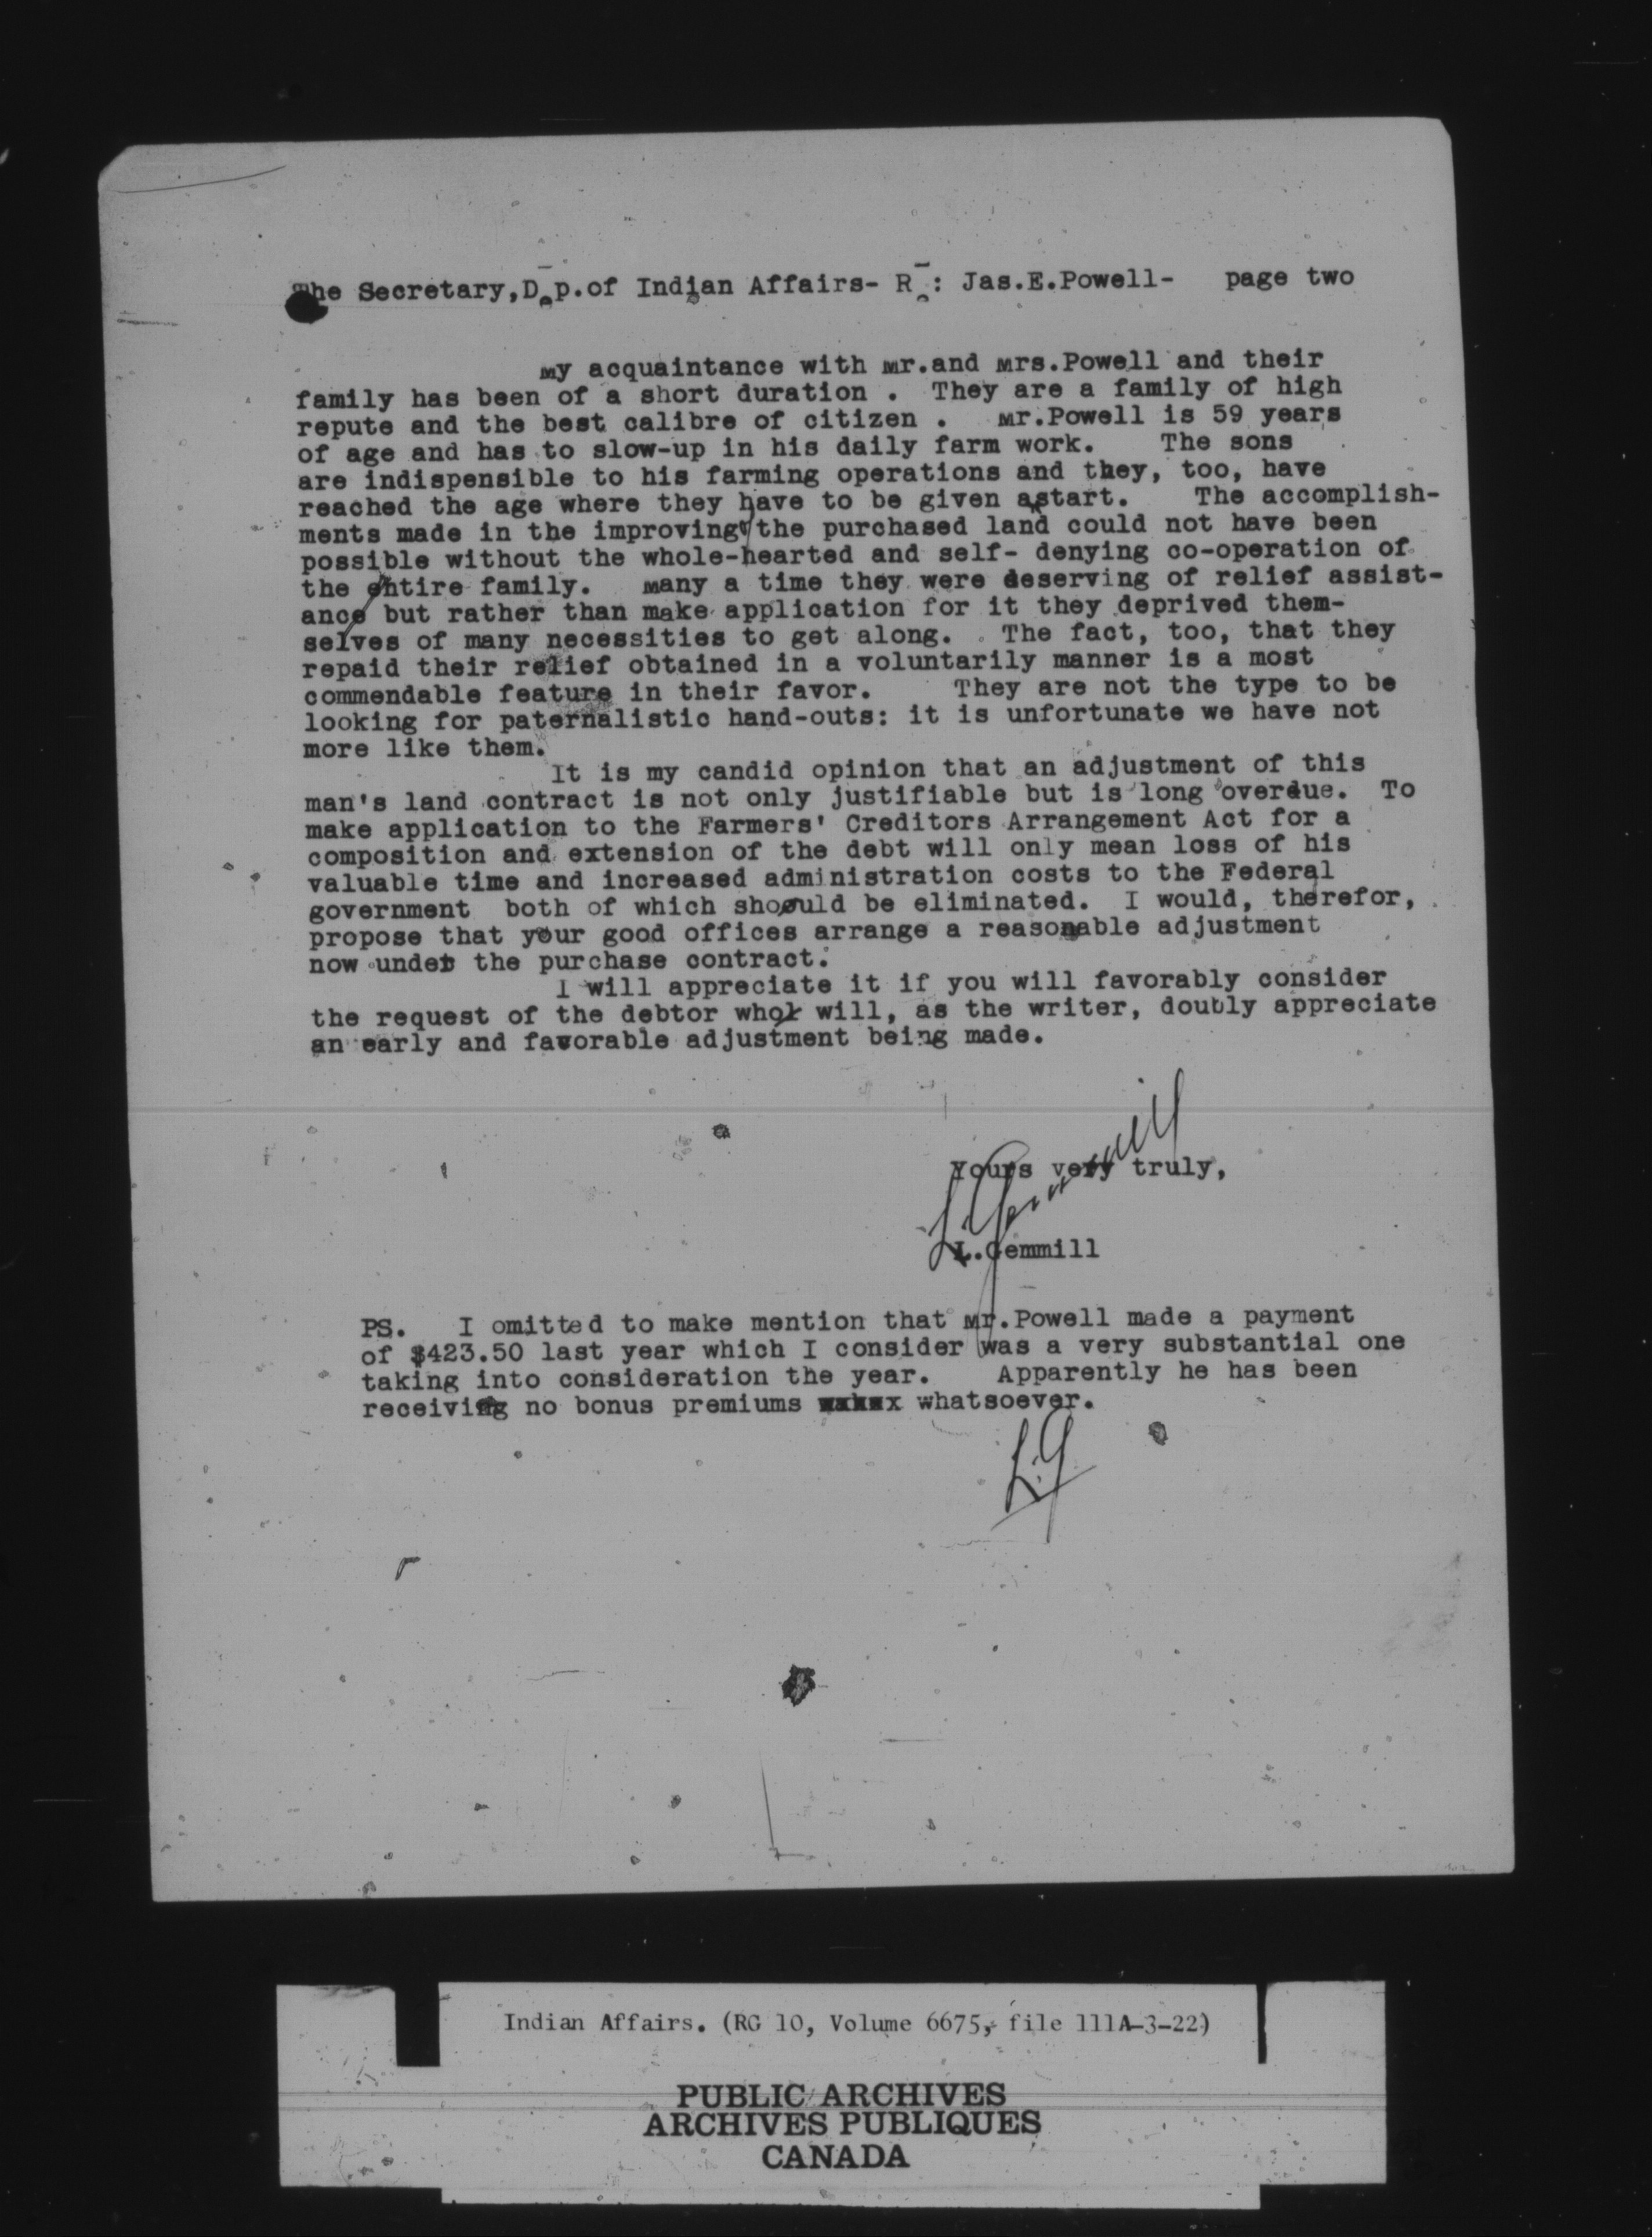 The Secretary,Dep.of Indian Affairs- Re: Jas.E.Powell- page two
My acquaintance with Mr.and Mrs.Powell and their
family has been of a short duration . They are a family of high
repute and the best calibre of citizen . Mr.Powell is 59 years
of age and has to slow-up in his daily farm work. The sons
are indispensible to his farming operations and they, too, have
reached the age where they have to be given astart. The accomplish-
ments made in the improving the purchased land could not have been
possible without the whole-hearted and self- denying co-operation of
the entire family. Many a time they were deserving of relief assist-
ance but rather than make application for it they deprived them-
selves of many necessities to get along. The fact, too, that they
repaid their relief obtained in a voluntarily manner is a most
commendable feature in their favor. They are not the type to be
looking for paternalistic hand-outs: it is unfortunate we have not
more like them.
It is my candid opinion that an adjustment of this
man's land contract is not only justifiable but is long overdue. To
make application to the Farmers' Creditors Arrangement Act for a
composition and extension of the debt will only mean loss of his
valuable time and increased administration costs to the Federal
government both of which shoould be eliminated. I would, therefor,
propose that your good offices arrange a reasonable adjustment
now under the purchase contract.
I will appreciate it if you will favorably consider
the request of the debtor who will, as the writer, doubly appreciate
an early and favorable adjustment being made.
Yours very truly,
L. Gemmill
L.Gemmill
PS. I omitted to make mention that Mr.Powell made a payment
of $423.50 last year which I consider was a very substantial one
taking into consideration the year. Apparently he has been
receiving no bonus premiums whatsoever.
L.G
Indian Affairs. (RG 10, Volume 6675, file 111A-3-22)
PUBLIC ARCHIVES
ARCHIVES PUBLIQUES
CANADA